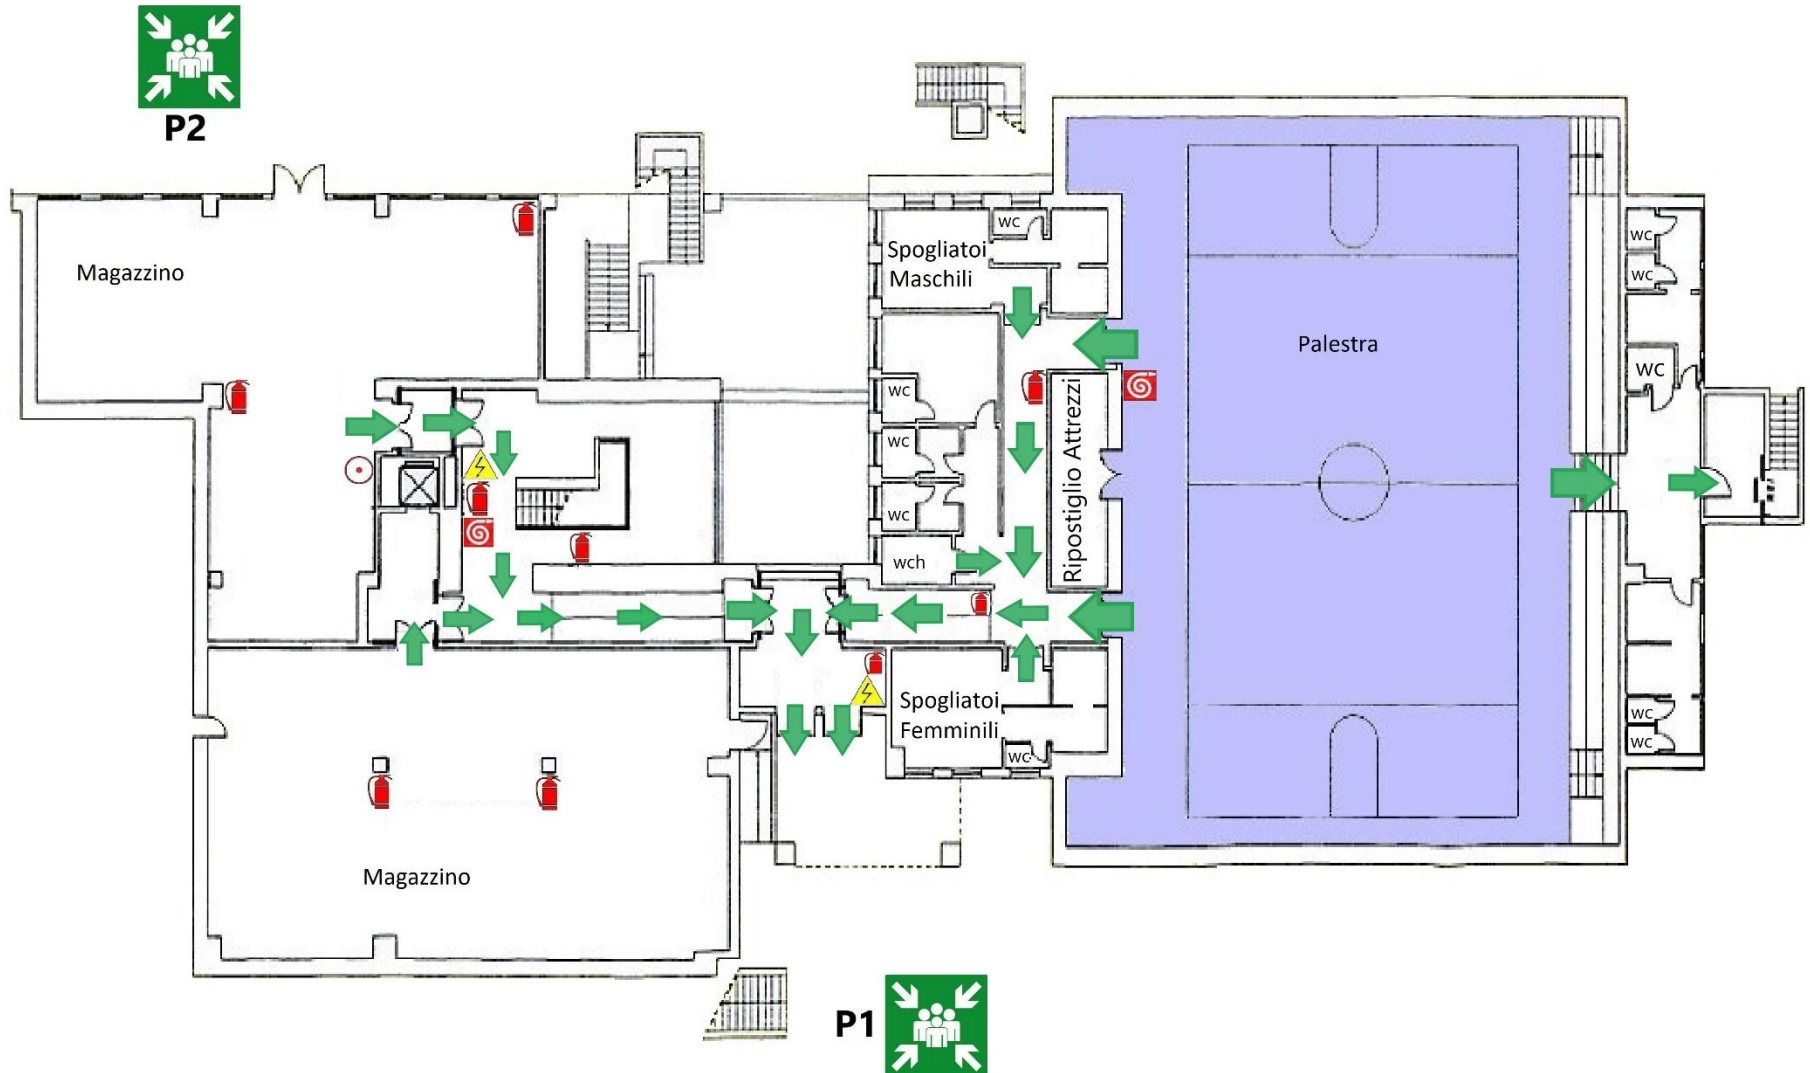 P2
Magazzino
wc
Spogliatoi
Maschili
wc
wc
Palestra
wc
wc
Ripostiglio Attrezzi
wc
wc
wch
Spogliatoi
Femminili
wc
wc
wc
Magazzino
P1